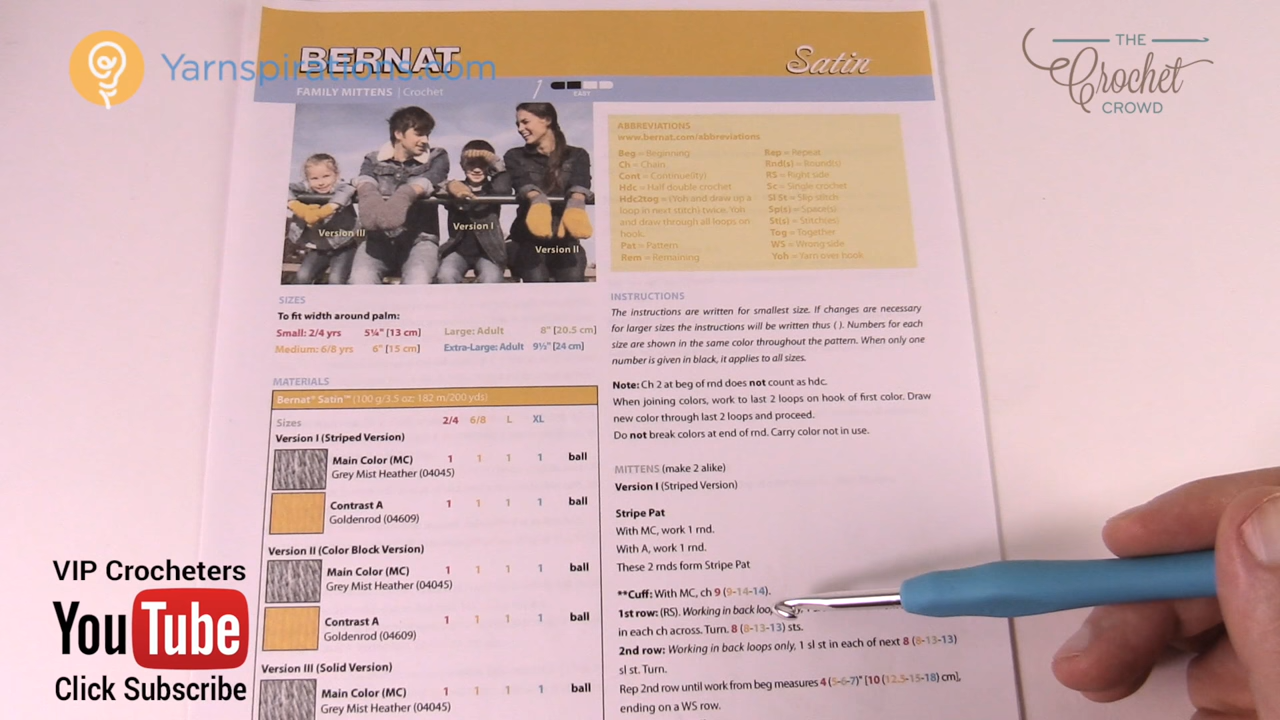 Yarnspirations.com
THE
Crochet
CROWD
BERNAT
Satin
FAMILY MITTENS | Crochet
EASY
Version III
Version I
Version II
ABBREVIATIONS
www.bernat.com/abbreviations
Beg = Beginning
Ch = Chain
Cont = Continue(ity)
Hdc = Half double crochet
Hdc2tog = (Yoh and draw up a
loop in next stitch) twice. Yoh
and draw through all loops on
hook.
Pat = Pattern
Rem = Remaining
Rep = Repeat
Rnd(s) = Round(s)
RS = Right side
Sc = Single crochet
Sl St = Slip stitch
Sp(s) = Space(s)
St(s) = Stitch(es)
Tog = Together
WS = Wrong side
Yoh = Yarn over hook
SIZES
To fit width around palm:
Small: 2/4 yrs 5¼" [13 cm]
Medium: 6/8 yrs 6" [15 cm]
Large: Adult 8" [20.5 cm]
Extra-Large: Adult 9½" [24 cm]
MATERIALS
Bernat® Satin™ (100 g/3.5 oz; 182 m/200 yds)
Sizes 2/4 6/8 L XL
Version I (Striped Version)
Main Color (MC) 1 1 1 1 ball
Grey Mist Heather (04045)
Contrast A 1 1 1 1 ball
Goldenrod (04609)
Version II (Color Block Version)
Main Color (MC) 1 1 1 1 ball
Grey Mist Heather (04045)
Contrast A 1 1 1 1 ball
Goldenrod (04609)
Version III (Solid Version)
Main Color (MC) 1 1 1 1 ball
Grey Mist Heather (04045)
INSTRUCTIONS
The instructions are written for smallest size. If changes are necessary
for larger sizes the instructions will be written thus ( ). Numbers for each
size are shown in the same color throughout the pattern. When only one
number is given in black, it applies to all sizes.
Note: Ch 2 at beg of rnd does not count as hdc.
When joining colors, work to last 2 loops on hook of first color. Draw
new color through last 2 loops and proceed.
Do not break colors at end of rnd. Carry color not in use.
MITTENS (make 2 alike)
Version I (Striped Version)
Stripe Pat
With MC, work 1 rnd.
With A, work 1 rnd.
These 2 rnds form Stripe Pat
**Cuff: With MC, ch 9 (9-14-14).
1st row: (RS). Working in back
in each ch across. Turn. 8 (8-13-13) sts.
2nd row: Working in back loops only, 1 sl st in each of next 8 (8-13-13)
sl st. Turn.
Rep 2nd row until work from beg measures 4 (5-6-7)" [10 (12.5-15-18) cm],
ending on a WS row.
VIP Crocheters
YouTube
Click Subscribe